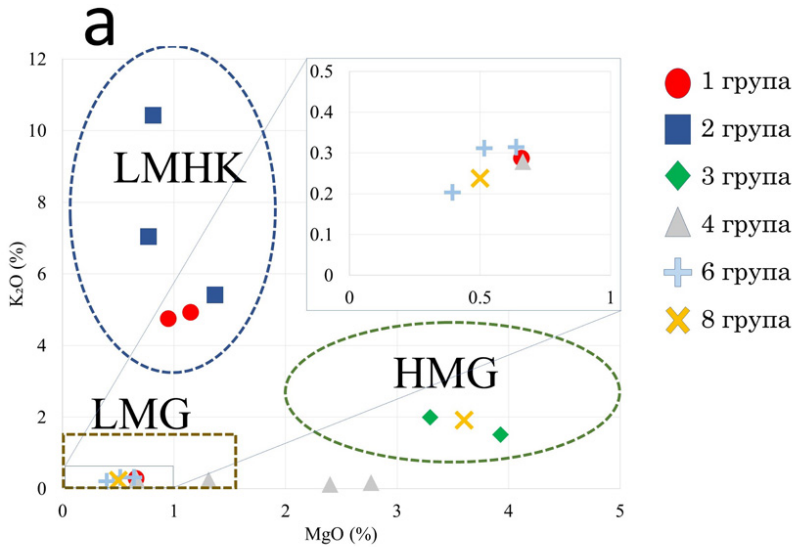 а
12
10
8
6
4
2
0
K₂O (%)
0
1
2
3
4
5
MgO (%)
LMHK
LMG
HMG
0.5
0.4
0.3
0.2
0.1
0
0
0.5
1
1 група
2 група
3 група
4 група
6 група
8 група